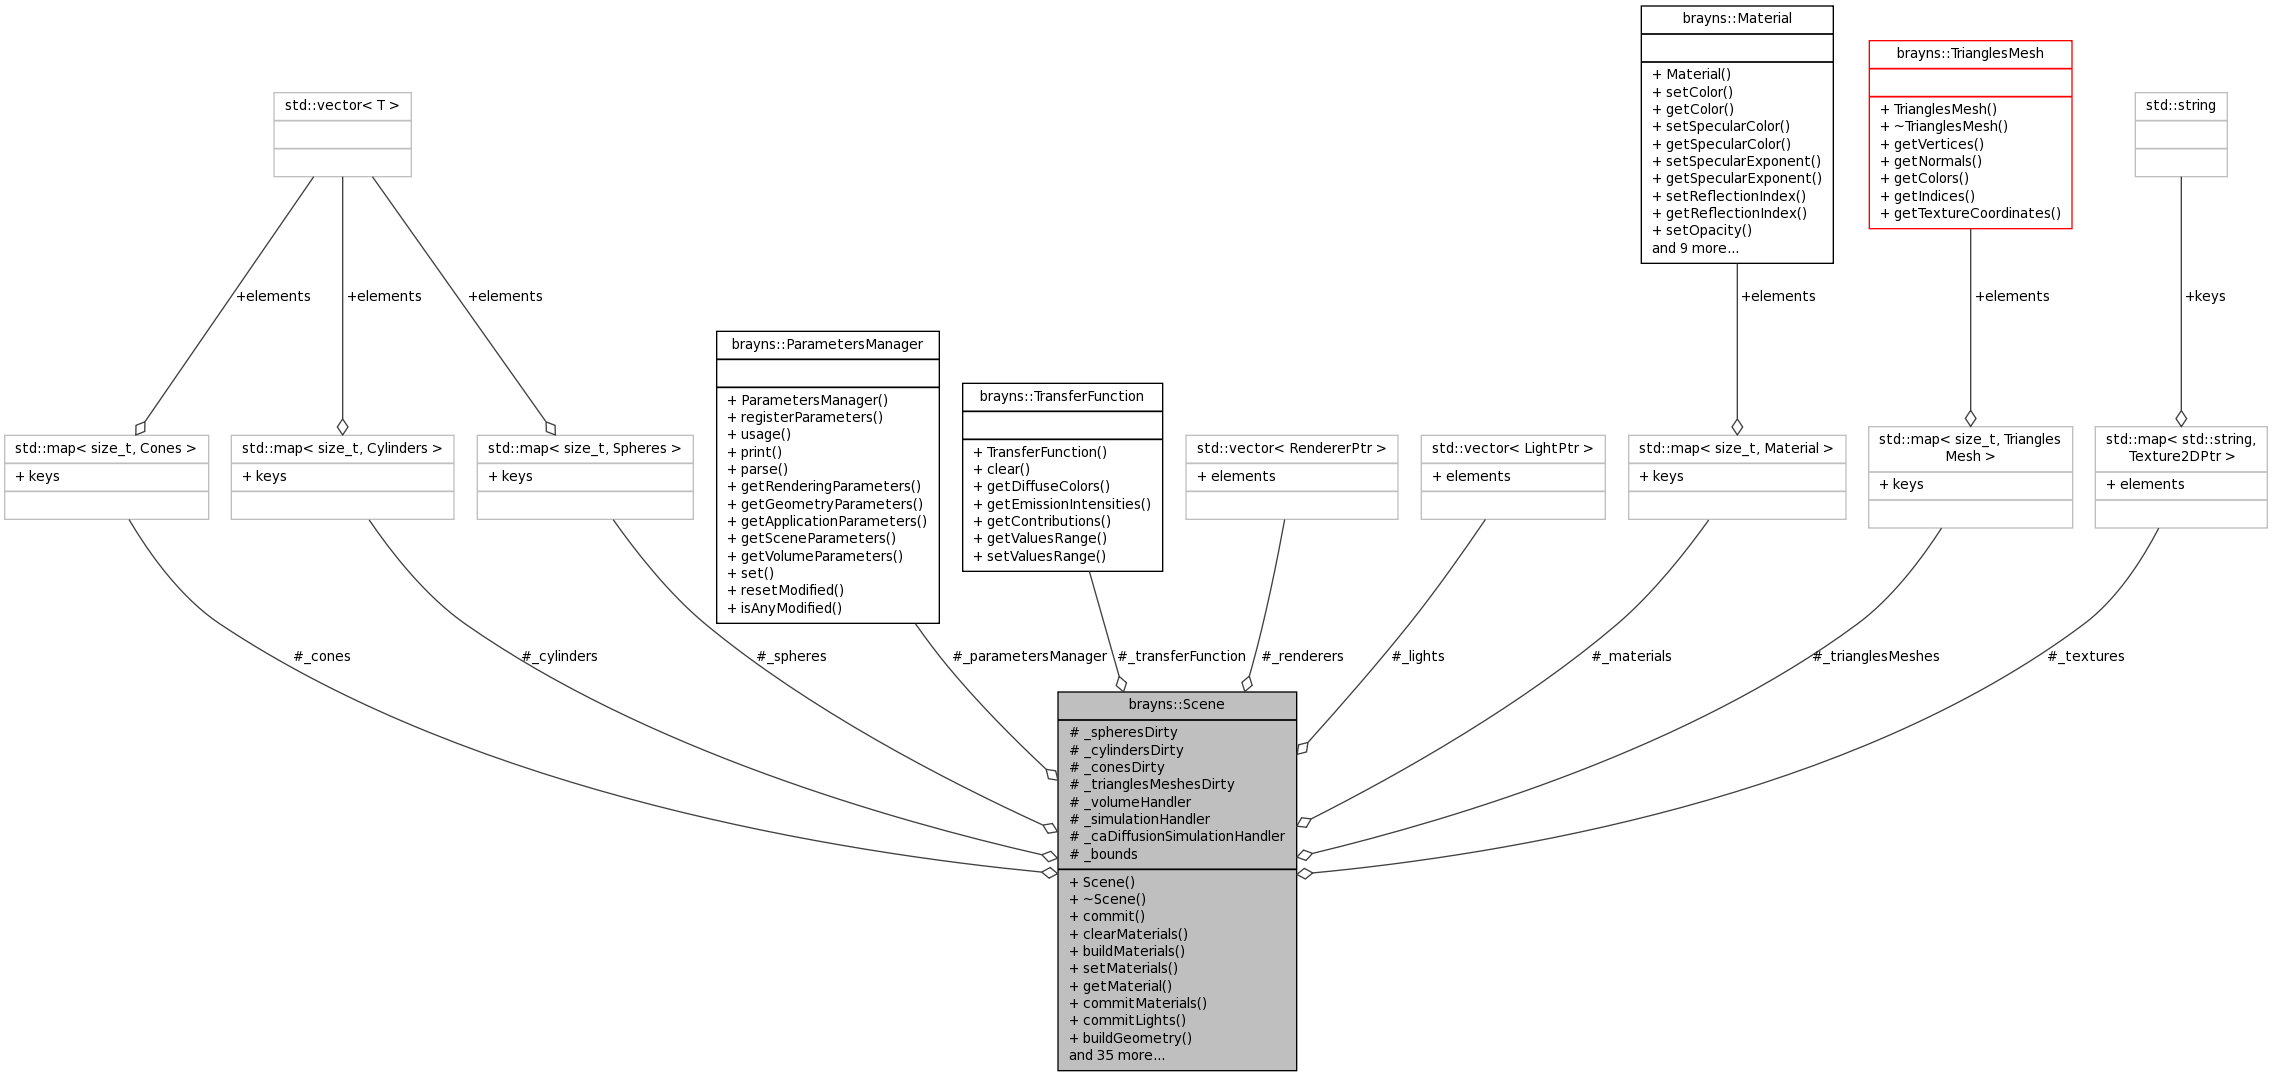 brayns::Material
+ Material()
+ setColor()
+ getColor()
+ setSpecularColor()
+ getSpecularColor()
+ setSpecularExponent()
+ getSpecularExponent()
+ setReflectionIndex()
+ getReflectionIndex()
+ setOpacity()
and 9 more...
brayns::TrianglesMesh
+ TrianglesMesh()
+ ~TrianglesMesh()
+ getVertices()
+ getNormals()
+ getColors()
+ getIndices()
+ getTextureCoordinates()
std::vector< T >
std::string
+elements
+elements
+elements
+elements
+elements
+keys
brayns::ParametersManager
+ ParametersManager()
+ registerParameters()
+ usage()
+ print()
+ parse()
+ getRenderingParameters()
+ getGeometryParameters()
+ getApplicationParameters()
+ getSceneParameters()
+ getVolumeParameters()
+ set()
+ resetModified()
+ isAnyModified()
brayns::TransferFunction
+ TransferFunction()
+ clear()
+ getDiffuseColors()
+ getEmissionIntensities()
+ getContributions()
+ getValuesRange()
+ setValuesRange()
std::map< size_t, Cones >
+ keys
std::map< size_t, Cylinders >
+ keys
std::map< size_t, Spheres >
+ keys
std::vector< RendererPtr >
+ elements
std::vector< LightPtr >
+ elements
std::map< size_t, Material >
+ keys
std::map< size_t, Triangles
Mesh >
+ keys
std::map< std::string,
Texture2DPtr >
+ elements
#_cones
#_cylinders
#_spheres
#_parametersManager
#_transferFunction
#_renderers
#_lights
#_materials
#_trianglesMeshes
#_textures
brayns::Scene
# _spheresDirty
# _cylindersDirty
# _conesDirty
# _trianglesMeshesDirty
# _volumeHandler
# _simulationHandler
# _caDiffusionSimulationHandler
# _bounds
+ Scene()
+ ~Scene()
+ commit()
+ clearMaterials()
+ buildMaterials()
+ setMaterials()
+ getMaterial()
+ commitMaterials()
+ commitLights()
+ buildGeometry()
and 35 more...